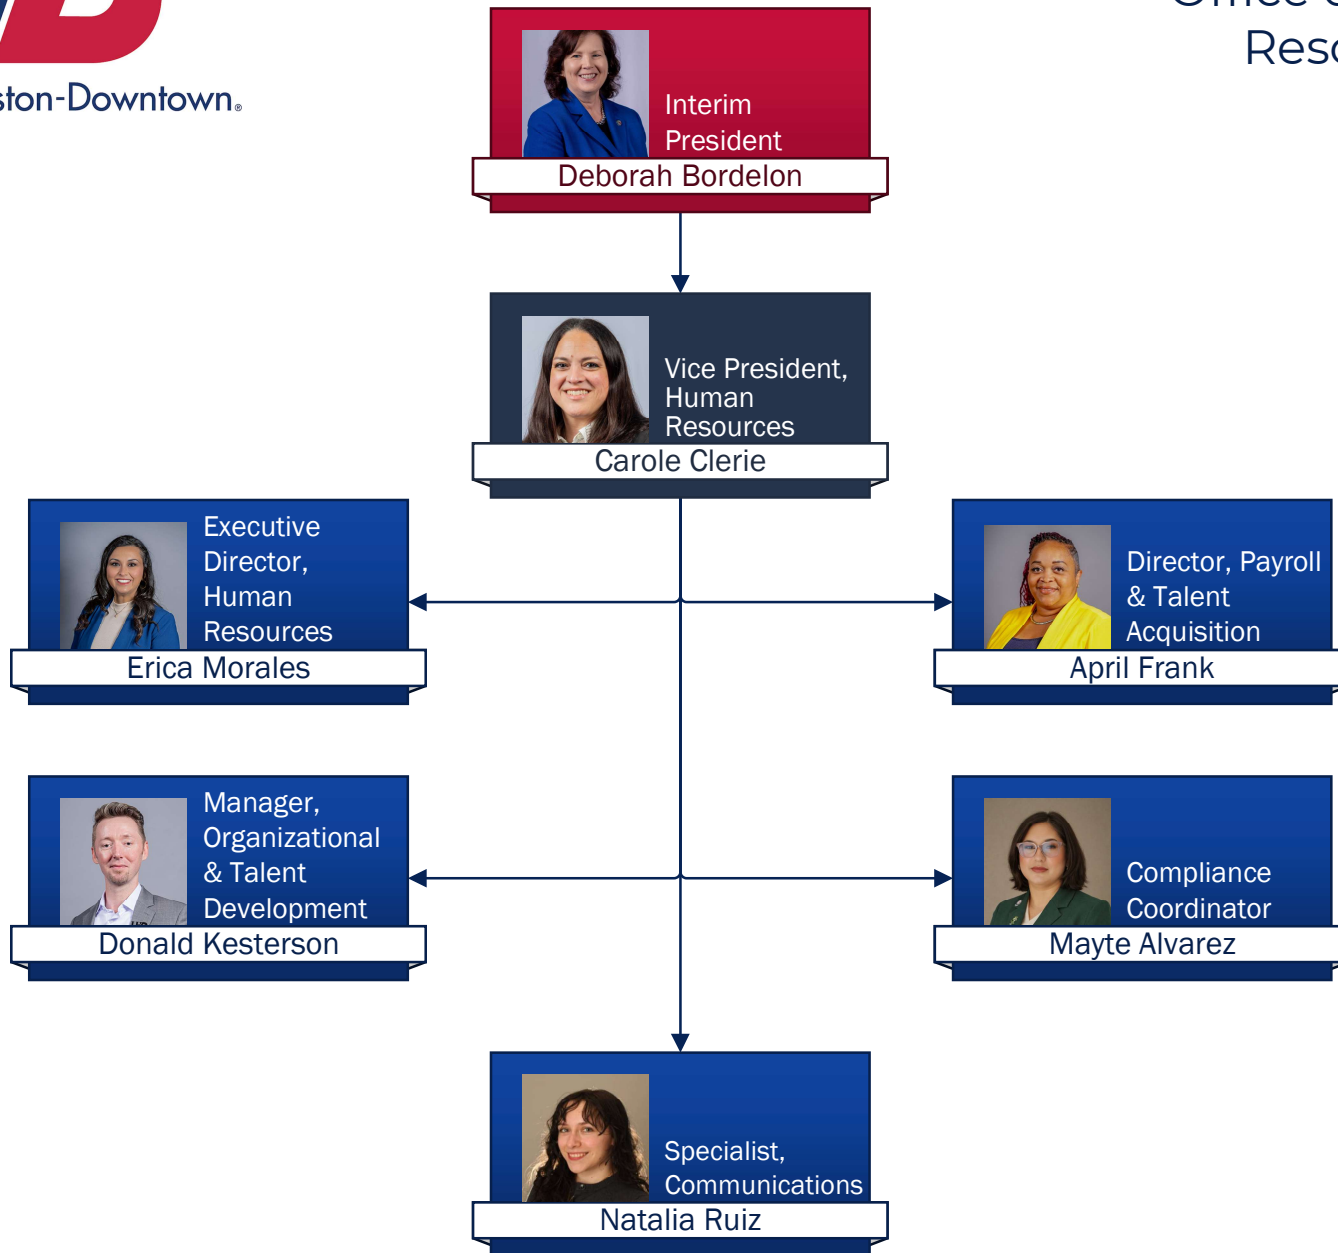 Reso
ston-Downtown®
Interim
President
Deborah Bordelon
Vice President,
Human
Resources
Carole Clerie
Executive
Director,
Human
Resources
Erica Morales
Director, Payroll
& Talent
Acquisition
April Frank
Manager,
Organizational
& Talent
Development
Donald Kesterson
Compliance
Coordinator
Mayte Alvarez
Specialist,
Communications
Natalia Ruiz